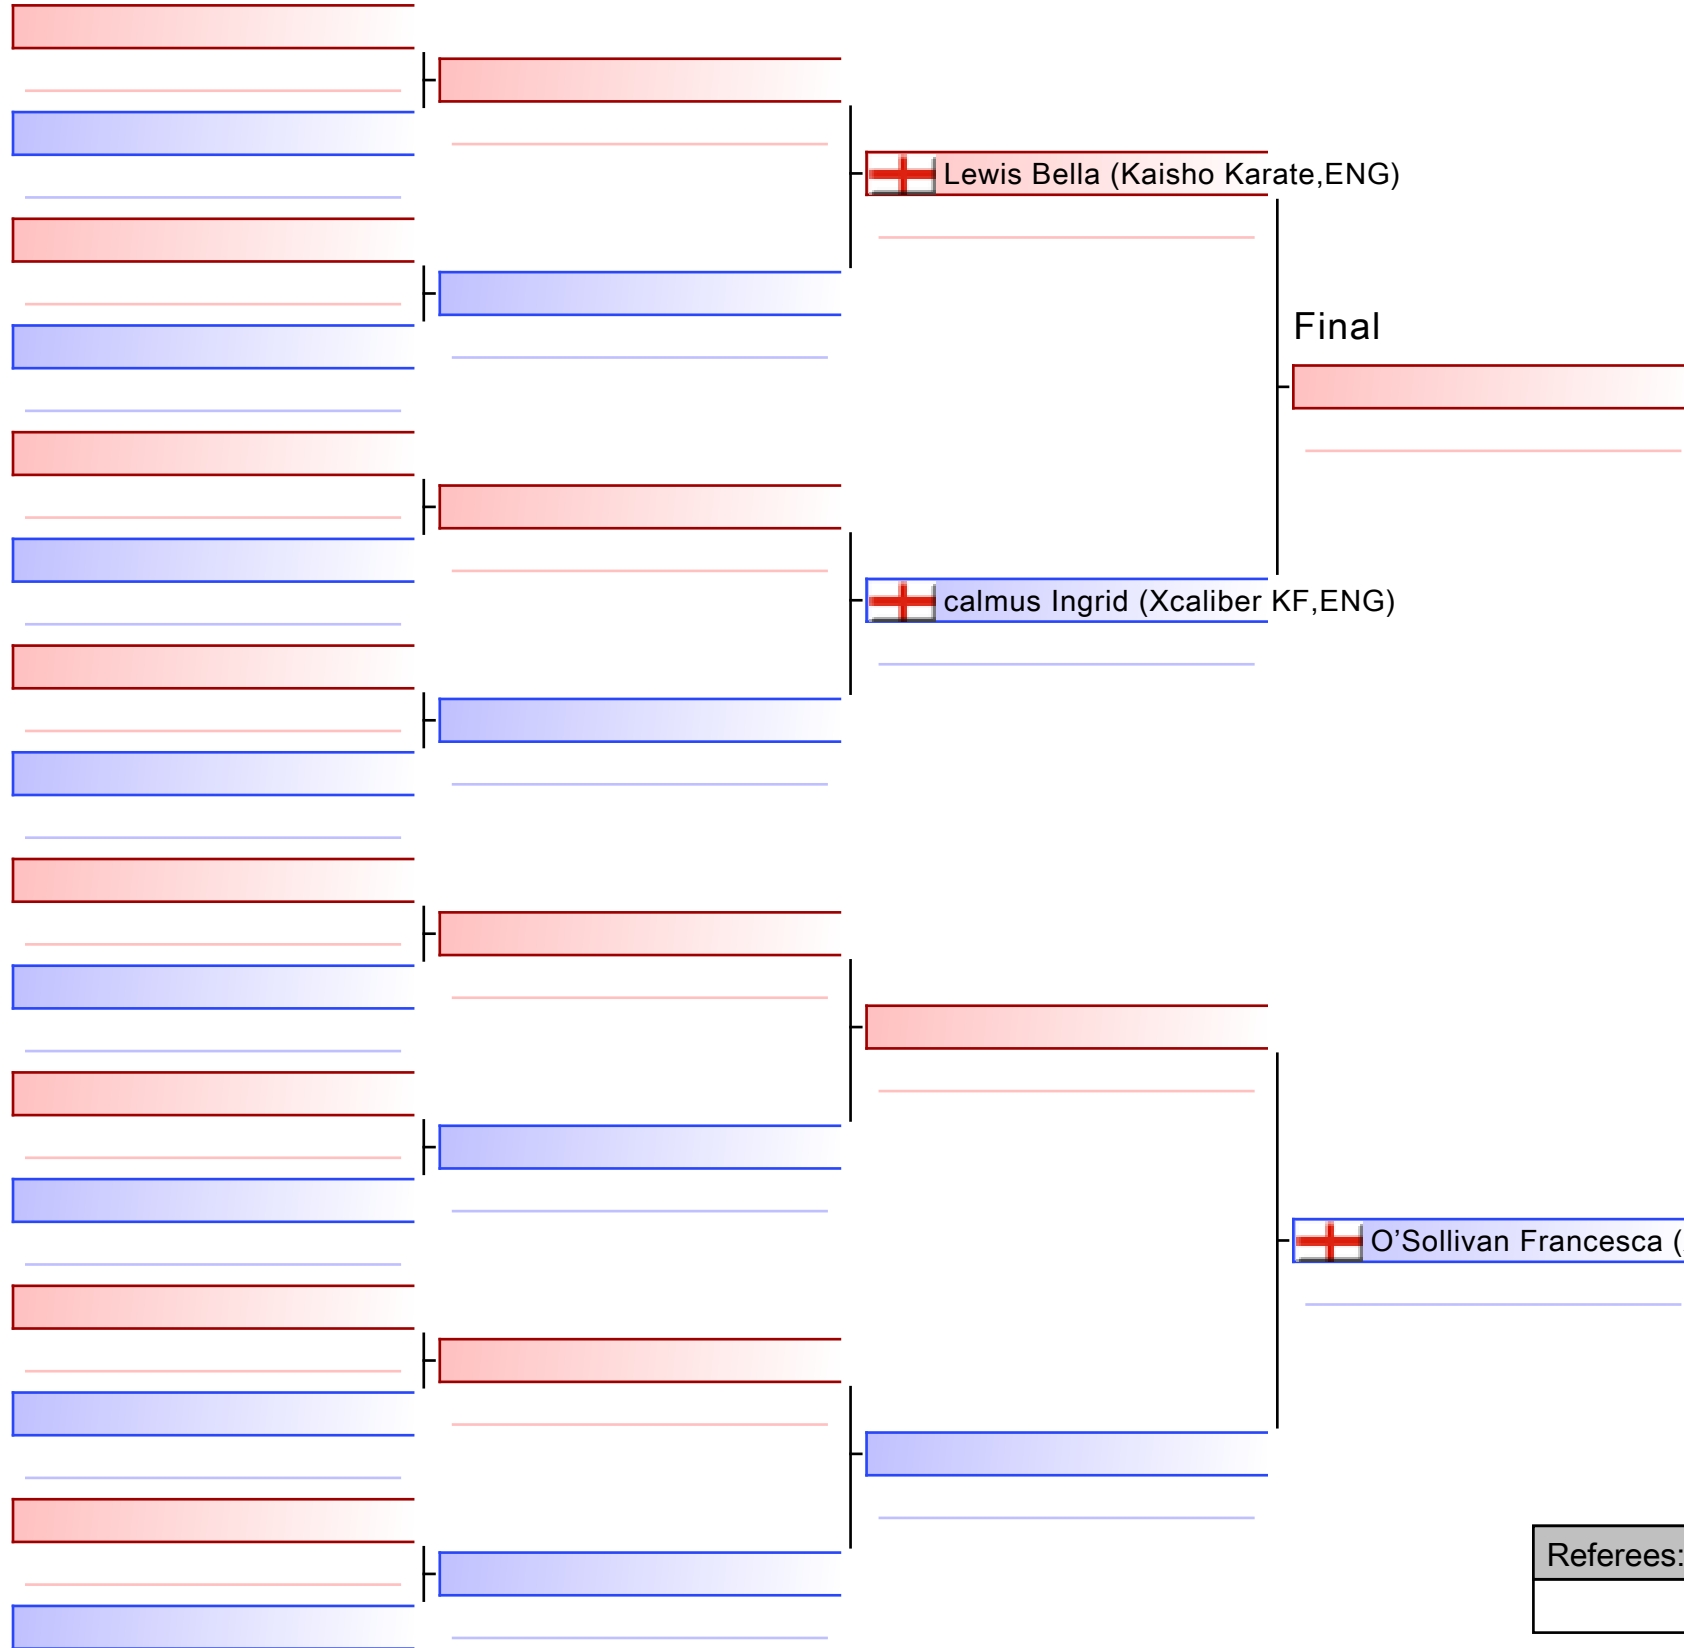 Lewis Bella (Kaisho Karate,ENG)
Final
calmus Ingrid (Xcaliber KF,ENG)
O’Sollivan Francesca (
Referees: